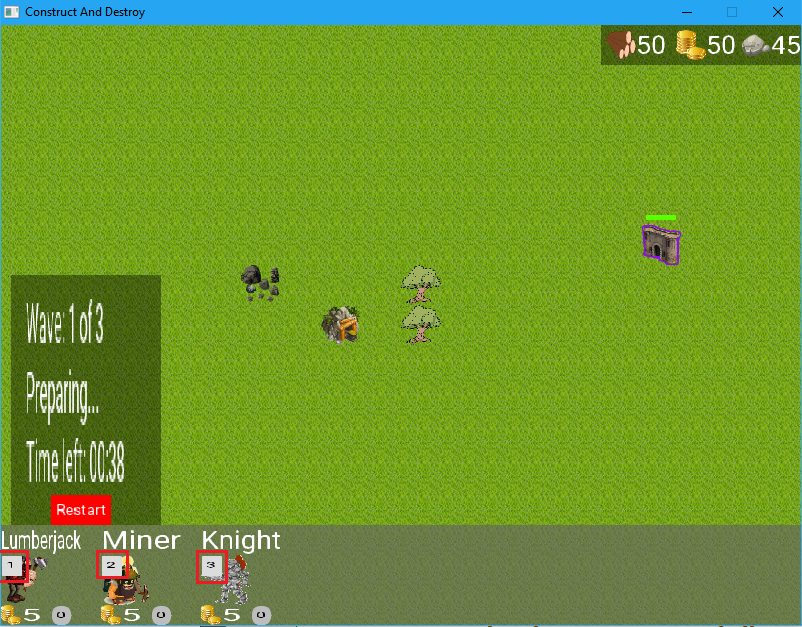 Construct And Destroy
50 50 45
Wave: 1 of 3
Preparing...
Time left: 00:38
Restart
Lumberjack Miner Knight
1 2 3
5 0 5 0 5 0